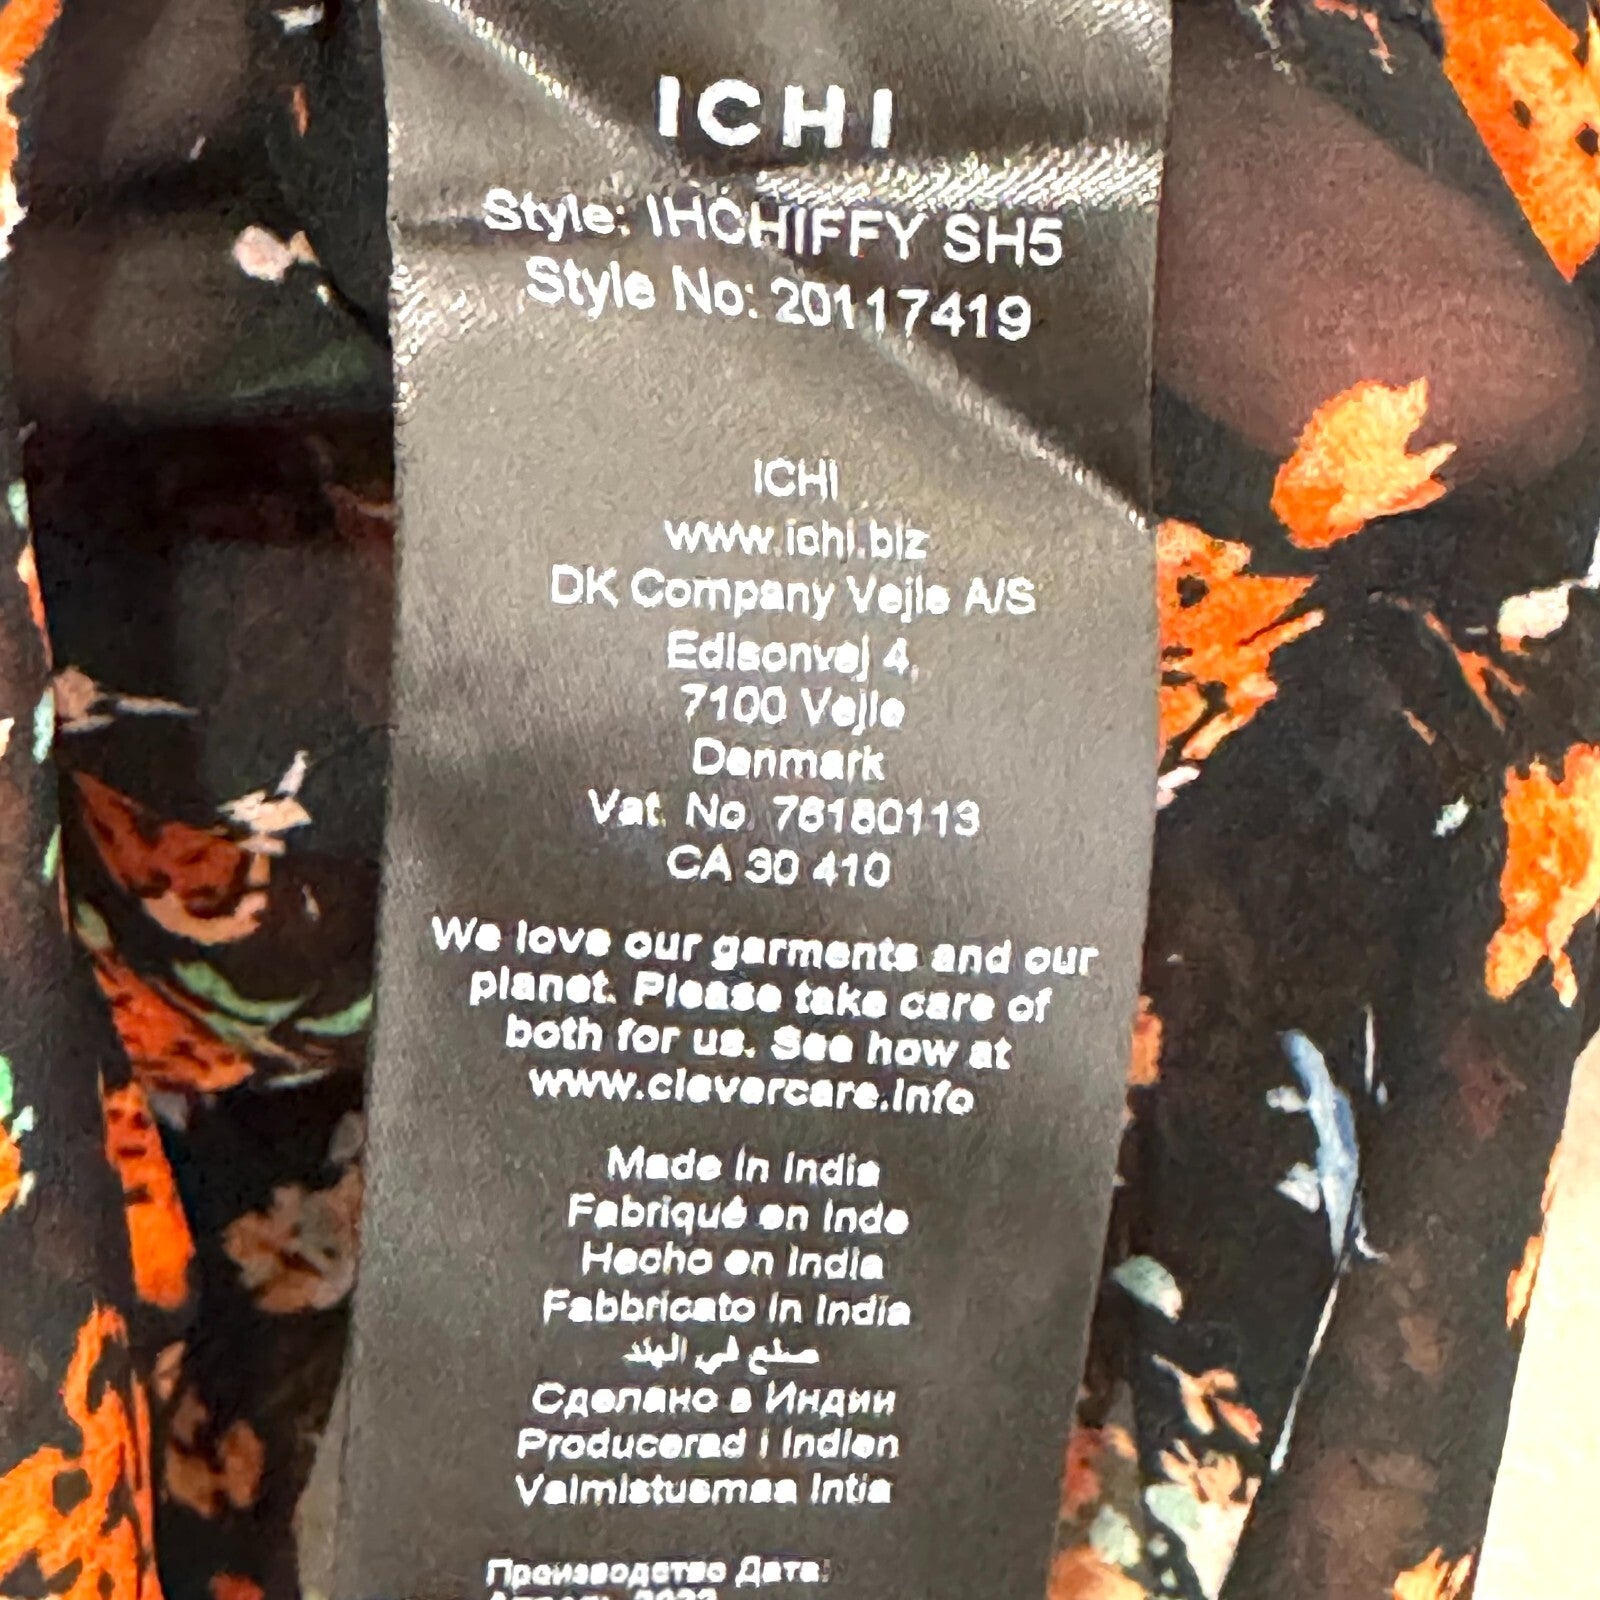 ICHI
Style: IHCHIFFY SH5
Style No: 20117419
ICHI
www.ichi.biz
DK Company Vejle A/S
Edisonvej 4,
7100 Vejle
Denmark
Vat. No. 76180113
CA 30 410
We love our garments and our
planet. Please take care of
both for us. See how at
www.clevercare.info
Made in India
Fabriqué en Inde
Hecho en India
Fabbricato in India
صنع في الهند
Сделано в Индии
Producerad i Indien
Valmistusmaa Intia
Производство Дата: